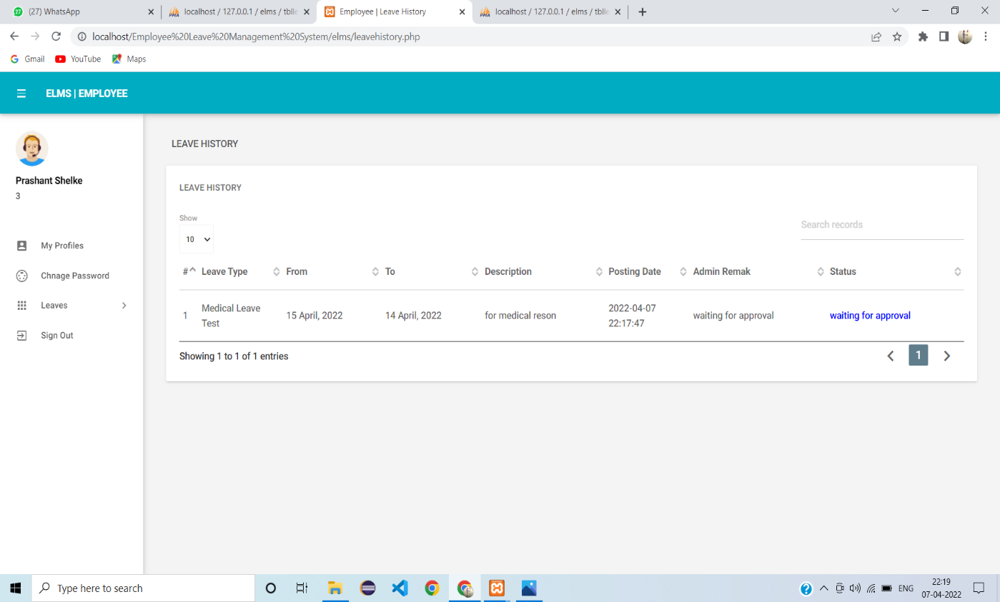 (27) WhatsApp
localhost / 127.0.0.1 / elms / tblle
Employee | Leave History
localhost / 127.0.0.1 / elms / tblle
localhost/Employee%20Leave%20Management%20System/elms/leavehistory.php
Gmail
YouTube
Maps
ELMS | EMPLOYEE
Prashant Shelke
3
My Profiles
Chnage Password
Leaves
Sign Out
LEAVE HISTORY
LEAVE HISTORY
Show
10
Search records
# Leave Type From To Description Posting Date Admin Remak Status
1 Medical Leave Test 15 April, 2022 14 April, 2022 for medical reson 2022-04-07 22:17:47 waiting for approval waiting for approval
Showing 1 to 1 of 1 entries
1
Type here to search
ENG
22:19
07-04-2022